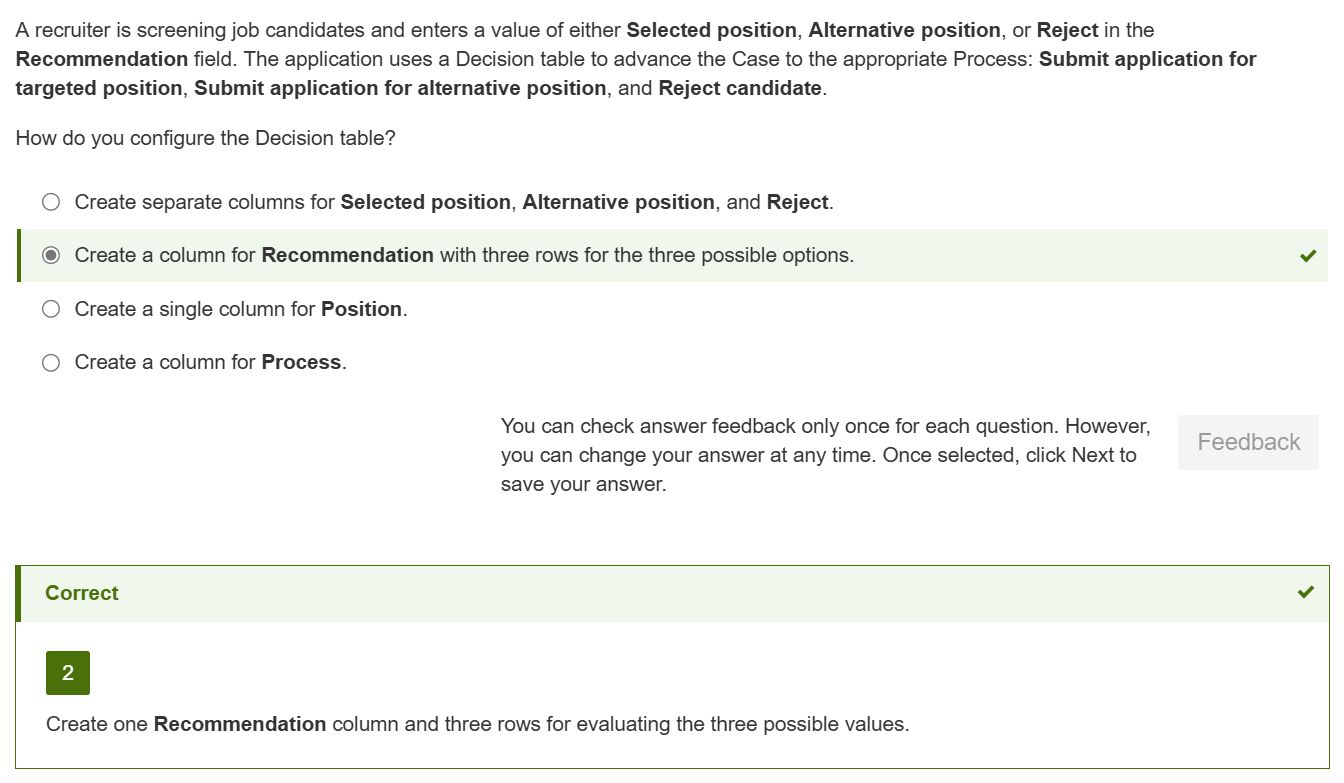 A recruiter is screening job candidates and enters a value of either Selected position, Alternative position, or Reject in the
Recommendation field. The application uses a Decision table to advance the Case to the appropriate Process: Submit application for
targeted position, Submit application for alternative position, and Reject candidate.
How do you configure the Decision table?
Create separate columns for Selected position, Alternative position, and Reject.
Create a column for Recommendation with three rows for the three possible options.
Create a single column for Position.
Create a column for Process.
You can check answer feedback only once for each question. However,
you can change your answer at any time. Once selected, click Next to
save your answer.
Feedback
Correct
2
Create one Recommendation column and three rows for evaluating the three possible values.